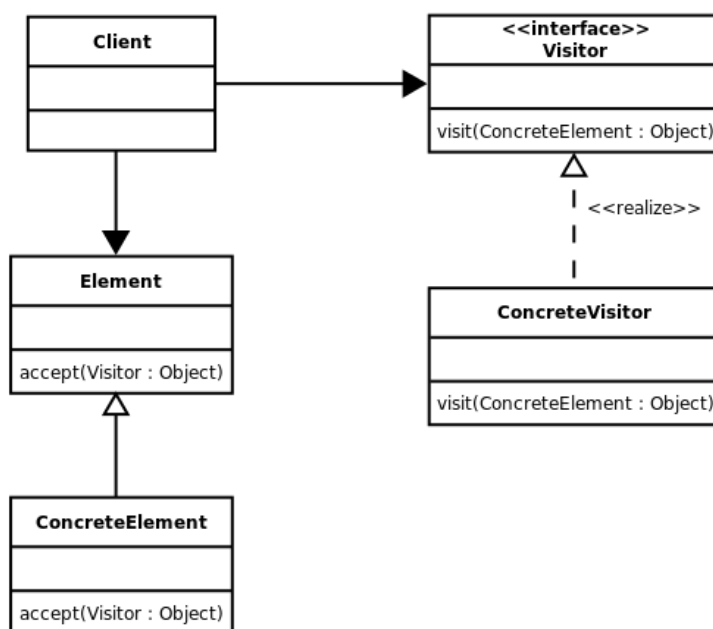 Client
<<interface>>
Visitor
visit(ConcreteElement : Object)
<<realize>>
Element
accept(Visitor : Object)
ConcreteVisitor
visit(ConcreteElement : Object)
ConcreteElement
accept(Visitor : Object)